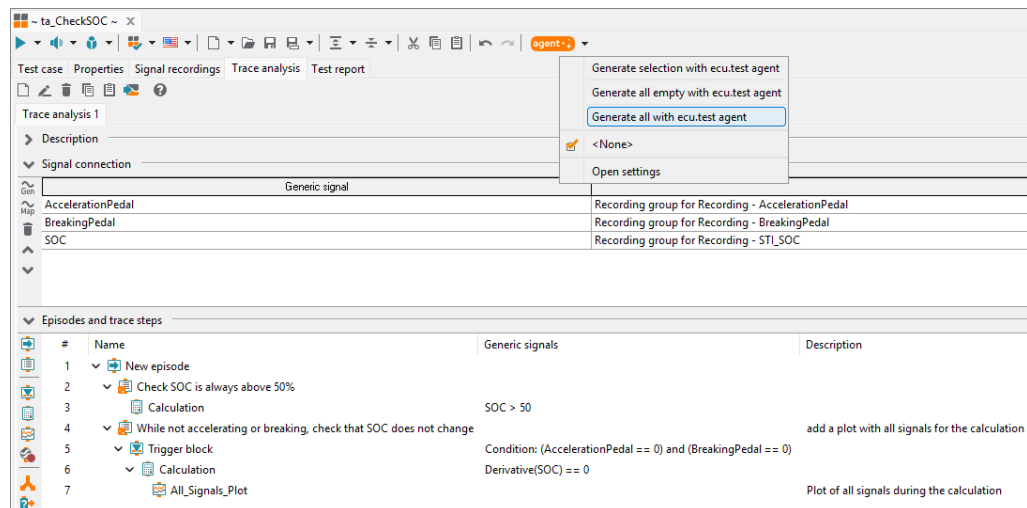 ~ ta_CheckSOC ~ X
agent
Test case Properties Signal recordings Trace analysis Test report
Generate selection with ecu.test agent
Generate all empty with ecu.test agent
Generate all with ecu.test agent
<None>
Open settings
Trace analysis 1
Description
Signal connection
Gen
Generic signal
Map
AccelerationPedal Recording group for Recording - AccelerationPedal
BreakingPedal Recording group for Recording - BreakingPedal
SOC Recording group for Recording - STI_SOC
Episodes and trace steps
# Name Generic signals Description
1 New episode
2 Check SOC is always above 50%
3 Calculation SOC > 50
4 While not accelerating or breaking, check that SOC does not change add a plot with all signals for the calculation
5 Trigger block Condition: (AccelerationPedal == 0) and (BreakingPedal == 0)
6 Calculation Derivative(SOC) == 0
7 All_Signals_Plot Plot of all signals during the calculation